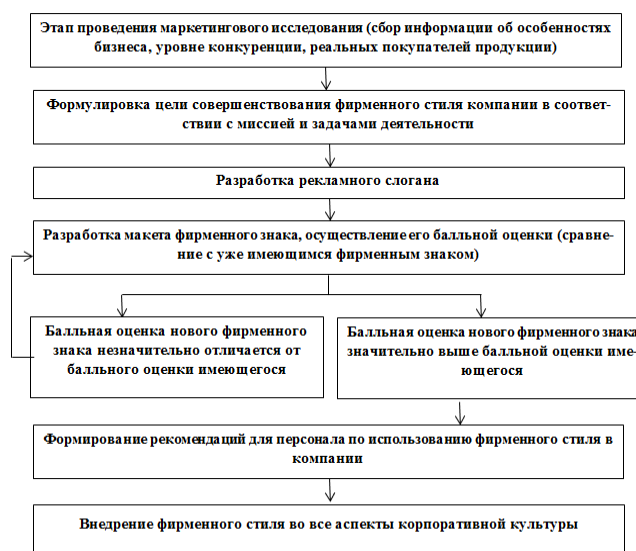 Этап проведения маркетингового исследования (сбор информации об особенностях
бизнеса, уровне конкуренции, реальных покупателей продукции)
Формулировка цели совершенствования фирменного стиля компании в соответ-
ствии с миссией и задачами деятельности
Разработка рекламного слогана
Разработка макета фирменного знака, осуществление его балльной оценки (сравне-
ние с уже имеющимся фирменным знаком)
Балльная оценка нового фирменного
знака незначительно отличается от
балльного оценки имеющегося
Балльная оценка нового фирменного знака
значительно выше балльной оценки име-
ющегося
Формирование рекомендаций для персонала по использованию фирменного стиля в
компании
Внедрение фирменного стиля во все аспекты корпоративной культуры